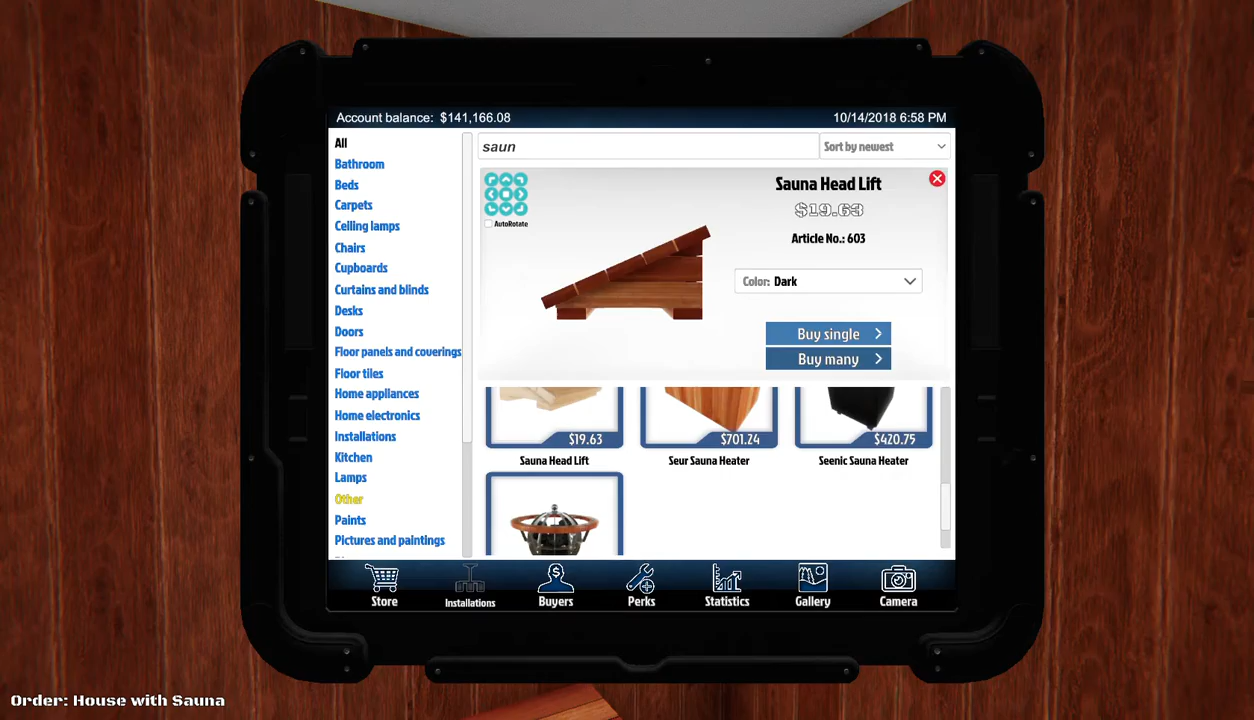 Account balance: $141,166.08
10/14/2018 6:58 PM
All
Bathroom
Beds
Carpets
Ceiling lamps
Chairs
Cupboards
Curtains and blinds
Desks
Doors
Floor panels and coverings
Floor tiles
Home appliances
Home electronics
Installations
Kitchen
Lamps
Other
Paints
Pictures and paintings
saun
Sort by newest
AutoRotate
Sauna Head Lift
$19.63
Article No.: 603
Color: Dark
Buy single
Buy many
$19.63
$701.24
$420.75
Sauna Head Lift
Seur Sauna Heater
Seenic Sauna Heater
Store
Installations
Buyers
Perks
Statistics
Gallery
Camera
Order: House with Sauna